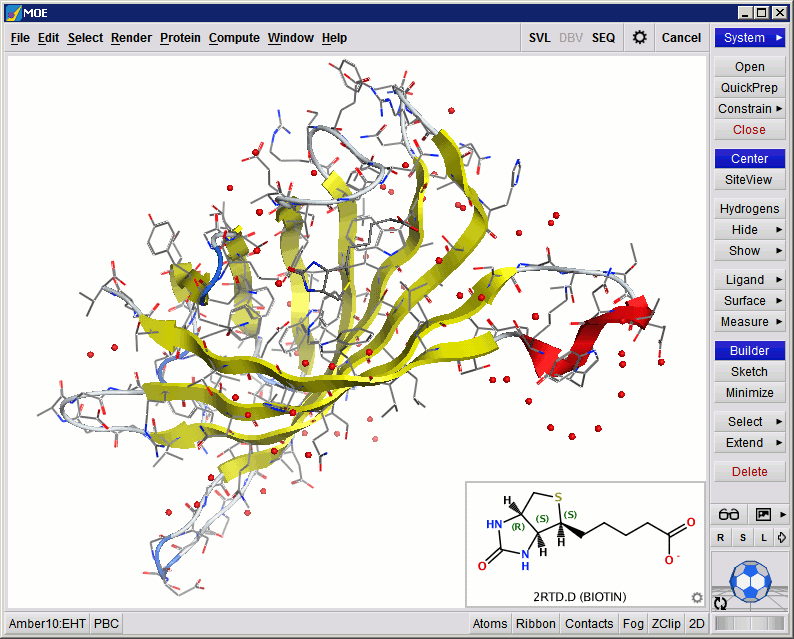 MOE
File Edit Select Render Protein Compute Window Help SVL DBV SEQ Cancel
System
Open
QuickPrep
Constrain
Close
Center
SiteView
Hydrogens
Hide
Show
Ligand
Surface
Measure
Builder
Sketch
Minimize
Select
Extend
Delete
R S L
H S
HN (R) (S) (S)
O N H H O
H O -
2RTD.D (BIOTIN)
Amber10:EHT PBC Atoms Ribbon Contacts Fog ZClip 2D